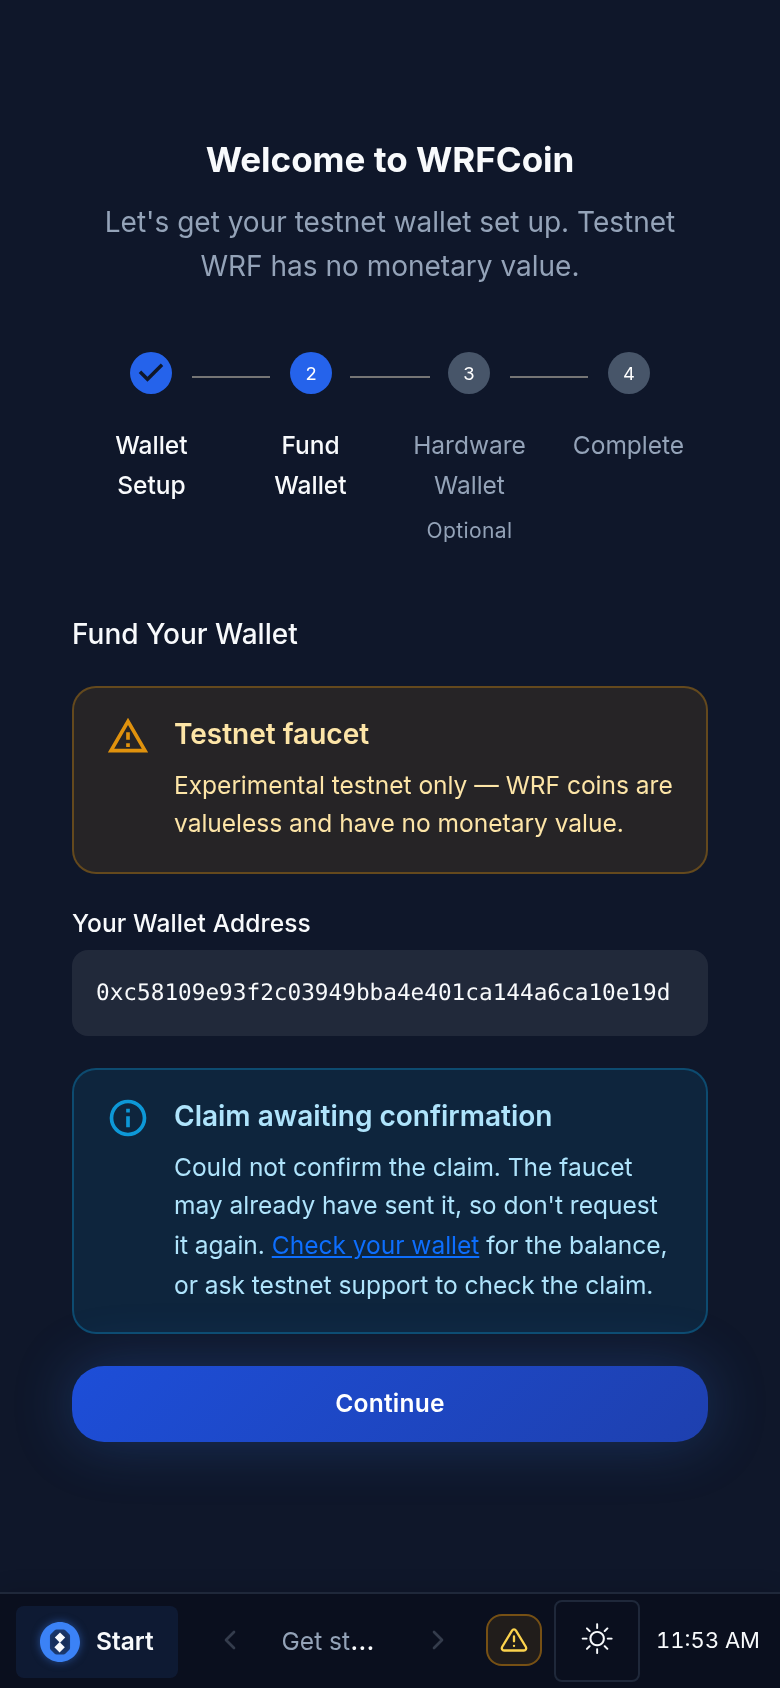 Welcome to WRFCoin
Let's get your testnet wallet set up. Testnet
WRF has no monetary value.
2
3
4
Wallet
Setup
Fund
Wallet
Hardware
Wallet
Optional
Complete
Fund Your Wallet
Testnet faucet
Experimental testnet only — WRF coins are
valueless and have no monetary value.
Your Wallet Address
0xc58109e93f2c03949bba4e401ca144a6ca10e19d
Claim awaiting confirmation
Could not confirm the claim. The faucet
may already have sent it, so don't request
it again. Check your wallet for the balance,
or ask testnet support to check the claim.
Continue
Start
Get st...
11:53 AM